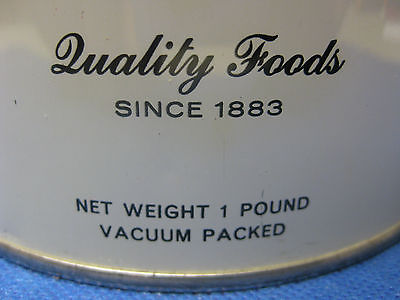 Quality Foods
SINCE 1883
NET WEIGHT 1 POUND
VACUUM PACKED